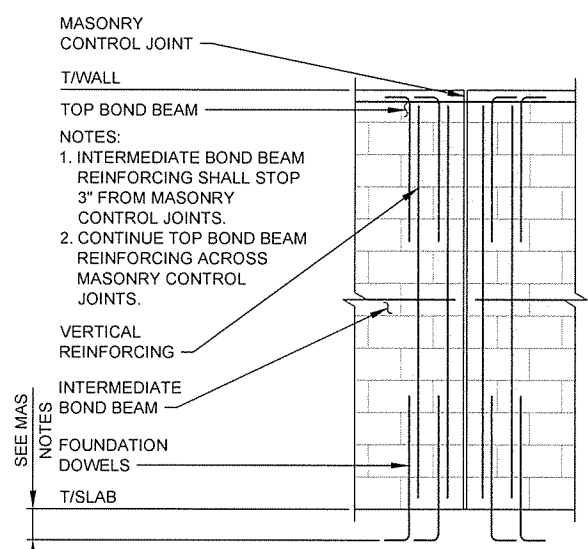 MASONRY
CONTROL JOINT
T/WALL
TOP BOND BEAM
NOTES:
1. INTERMEDIATE BOND BEAM
REINFORCING SHALL STOP
3" FROM MASONRY
CONTROL JOINTS.
2. CONTINUE TOP BOND BEAM
REINFORCING ACROSS
MASONRY CONTROL
JOINTS.
VERTICAL
REINFORCING
INTERMEDIATE
BOND BEAM
SEE MAS
NOTES
FOUNDATION
DOWELS
T/SLAB